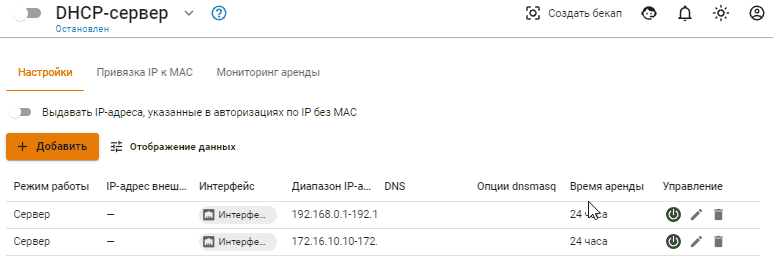 DHCP-сервер
Остановлен
Создать бекап
Настройки Привязка IP к MAC Мониторинг аренды
Выдавать IP-адреса, указанные в авторизациях по IP без MAC
+ Добавить Отображение данных
Режим работы IP-адрес внеш... Интерфейс Диапазон IP-а... DNS Опции dnsmasq Время аренды Управление
Сервер — Интерфе... 192.168.0.1-192.1 24 часа
Сервер — Интерфе... 172.16.10.10-172. 24 часа